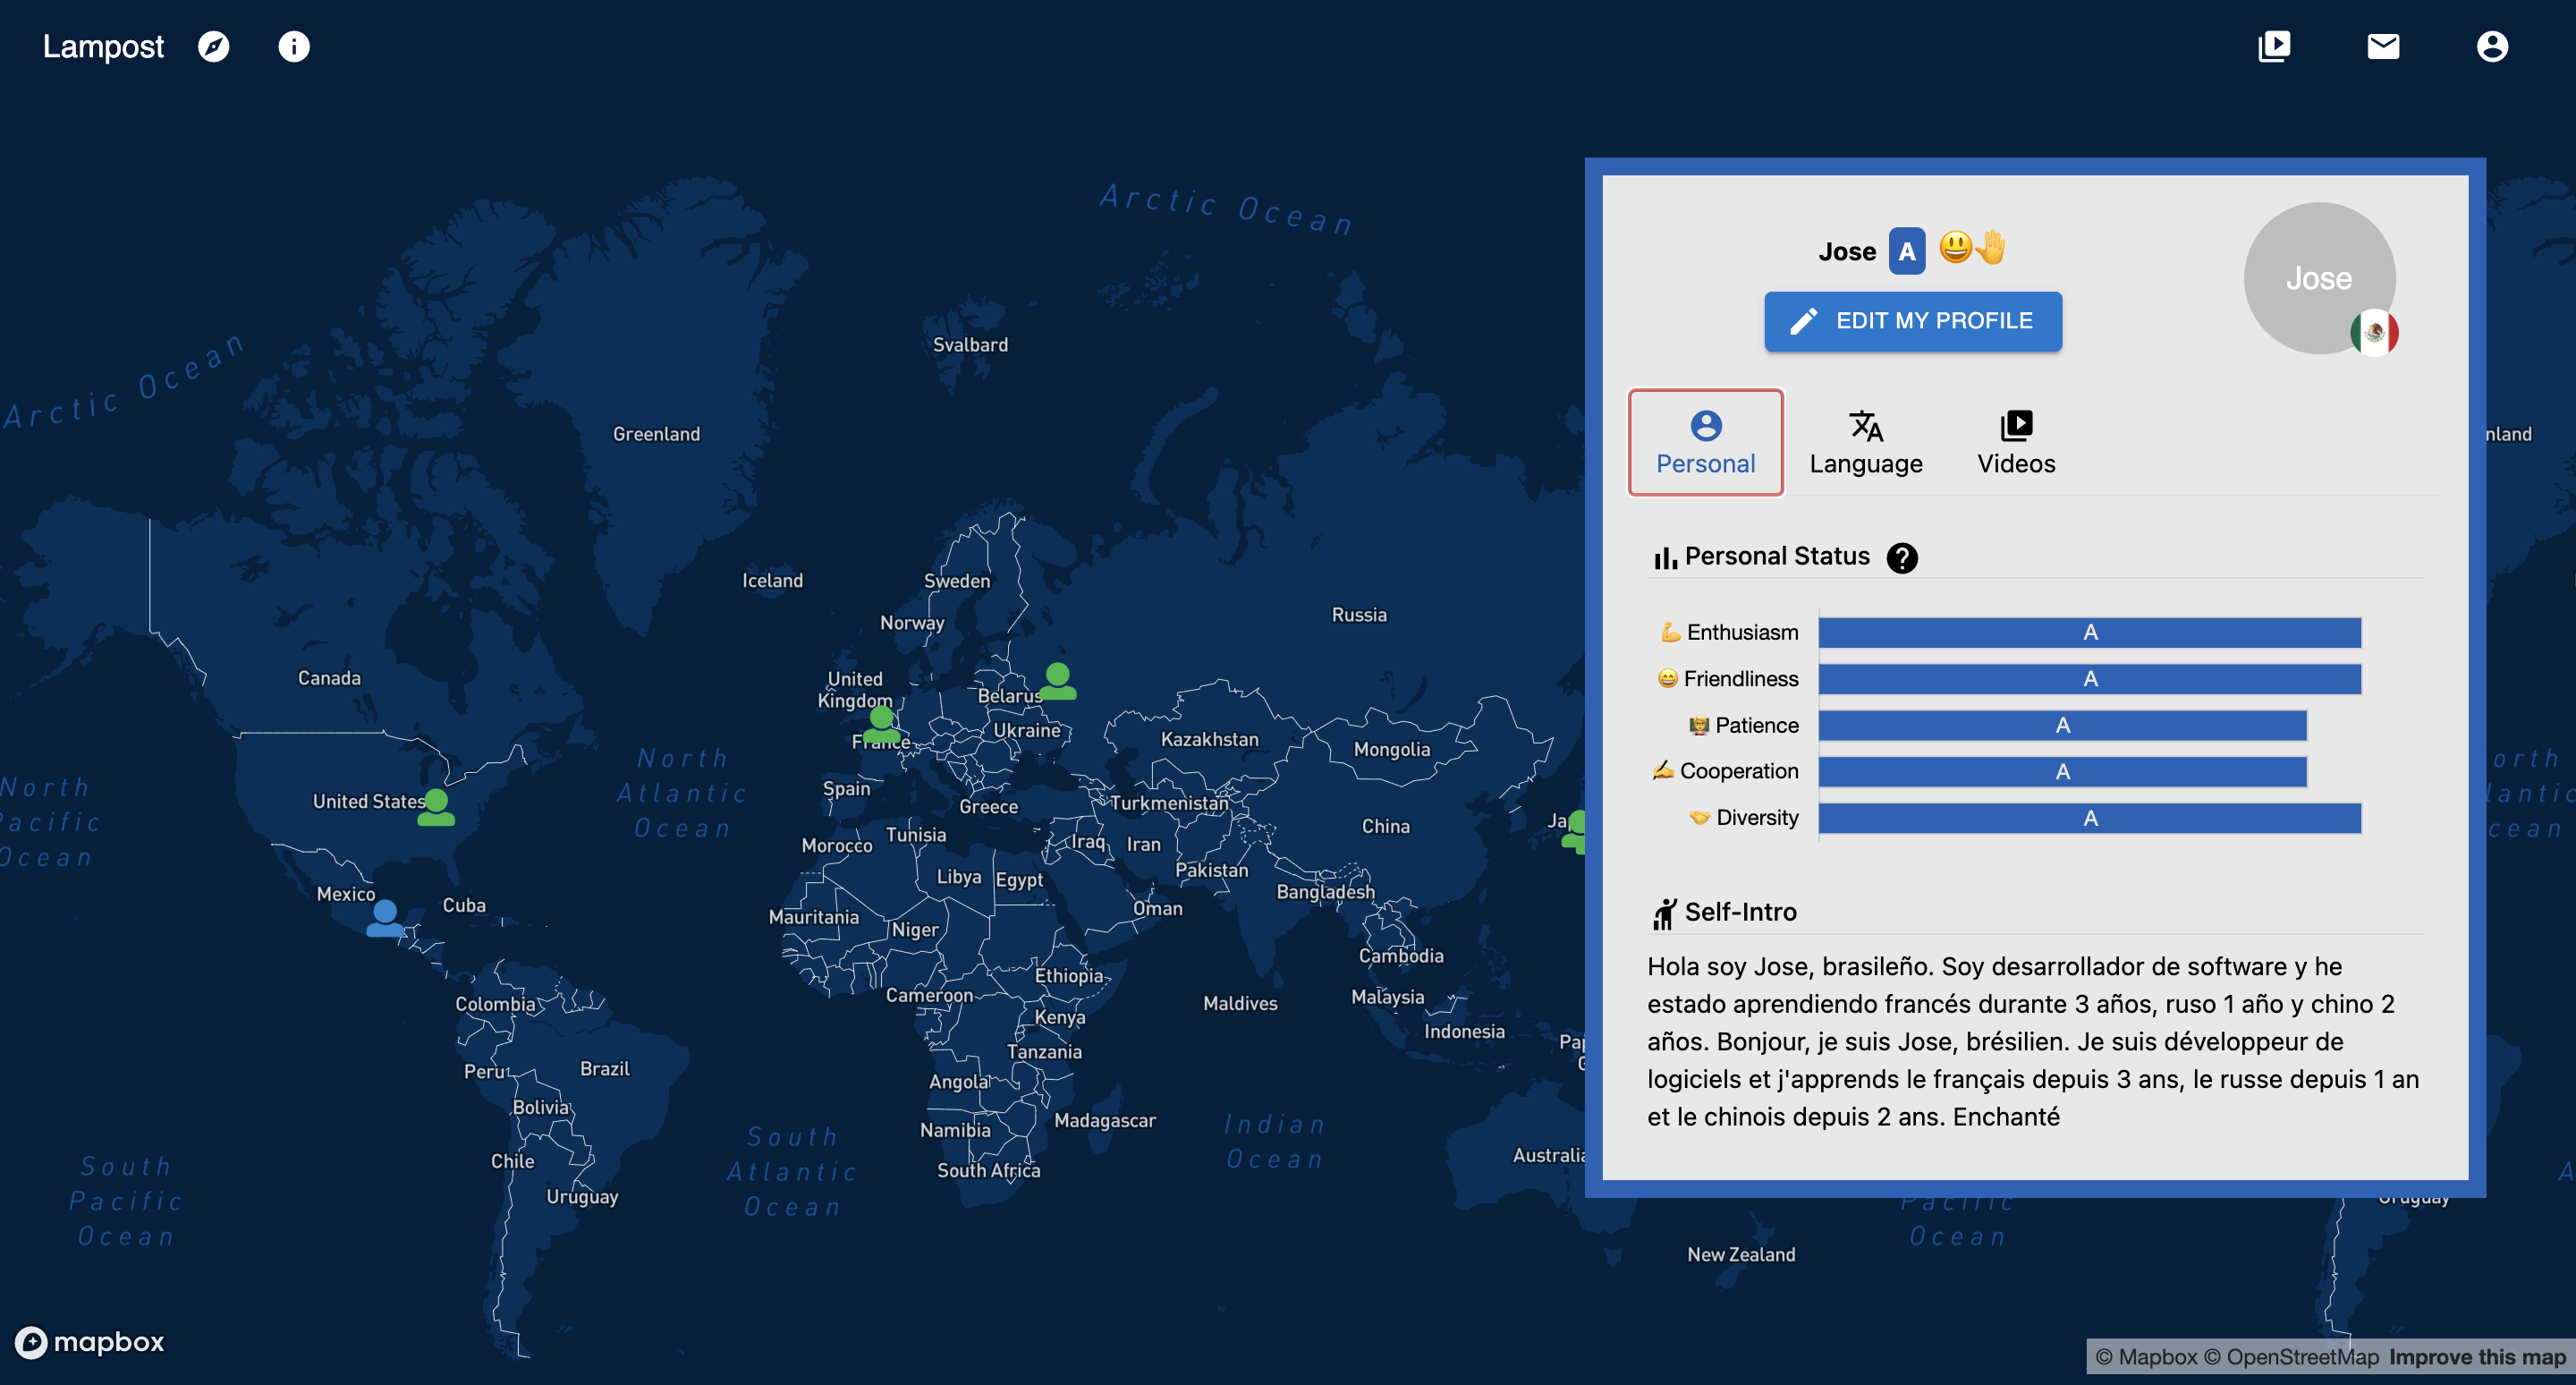 Lampost
Arctic Ocean
Arctic Ocean
Svalbard
Greenland
Iceland
Sweden
Norway
Russia
Canada
United
Kingdom
Belarus
Ukraine
France
Kazakhstan
Mongolia
North
Atlantic
Ocean
North
Pacific
Ocean
United States
Spain
Greece
Turkmenistan
China
Morocco
Tunisia
Iraq
Iran
Pakistan
Libya
Egypt
Bangladesh
Mexico
Cuba
Mauritania
Niger
Oman
Cambodia
Ethiopia
Cameroon
Colombia
Maldives
Malaysia
Kenya
Indonesia
Tanzania
Peru
Brazil
Angola
Bolivia
Madagascar
Namibia
Indian
Ocean
South
Atlantic
Ocean
South
Pacific
Ocean
Chile
South Africa
Uruguay
Australia
Pacific
Ocean
Uruguay
New Zealand
Jose A
EDIT MY PROFILE
Jose
Personal
Language
Videos
Personal Status
Enthusiasm A
Friendliness A
Patience A
Cooperation A
Diversity A
Self-Intro
Hola soy Jose, brasileño. Soy desarrollador de software y he
estado aprendiendo francés durante 3 años, ruso 1 año y chino 2
años. Bonjour, je suis Jose, brésilien. Je suis développeur de
logiciels et j'apprends le français depuis 3 ans, le russe depuis 1 an
et le chinois depuis 2 ans. Enchanté
mapbox
© Mapbox © OpenStreetMap Improve this map